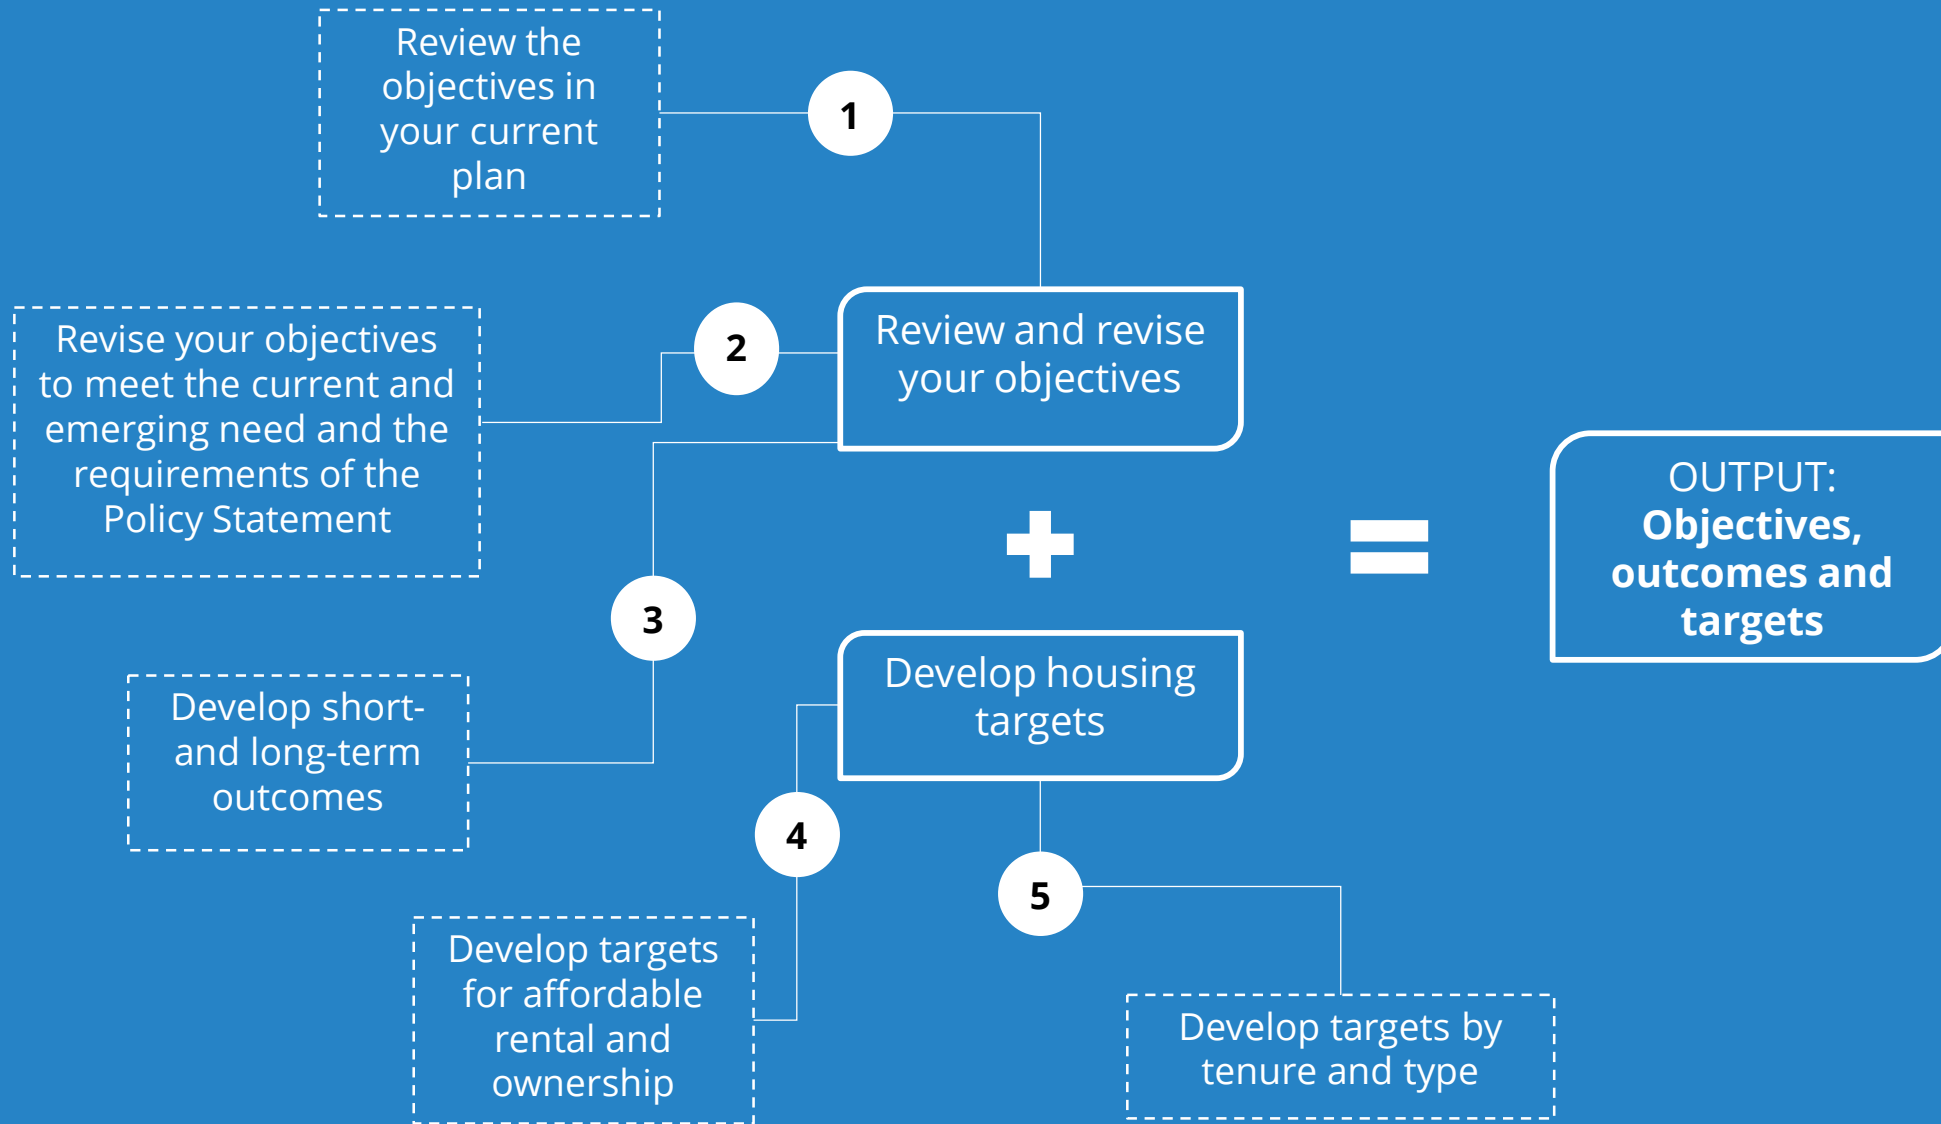 Review the
objectives in
your current
plan
1
Revise your objectives
to meet the current and
emerging need and the
requirements of the
Policy Statement
2
Review and revise
your objectives
3
Develop short-
and long-term
outcomes
Develop housing
targets
4
Develop targets
for affordable
rental and
ownership
5
Develop targets by
tenure and type
OUTPUT:
Objectives,
outcomes and
targets